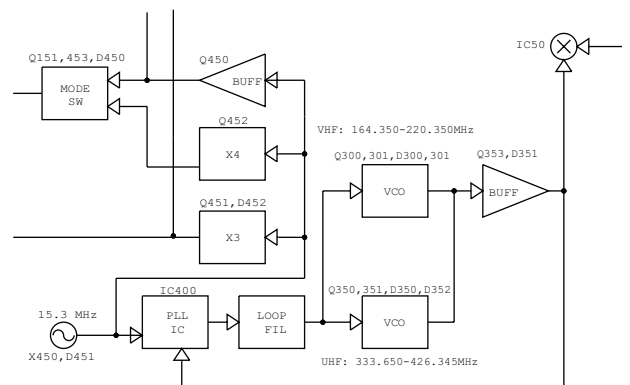 Q151,453,D450
Q450
IC50
MODE
SW
BUFF
Q452
VHF: 164.350-220.350MHz
X4
Q300,301,D300,301
Q353,D351
VCO
BUFF
Q451,D452
X3
IC400
Q350,351,D350,D352
15.3 MHz
PLL
IC
LOOP
FIL
VCO
X450,D451
UHF: 333.650-426.345MHz